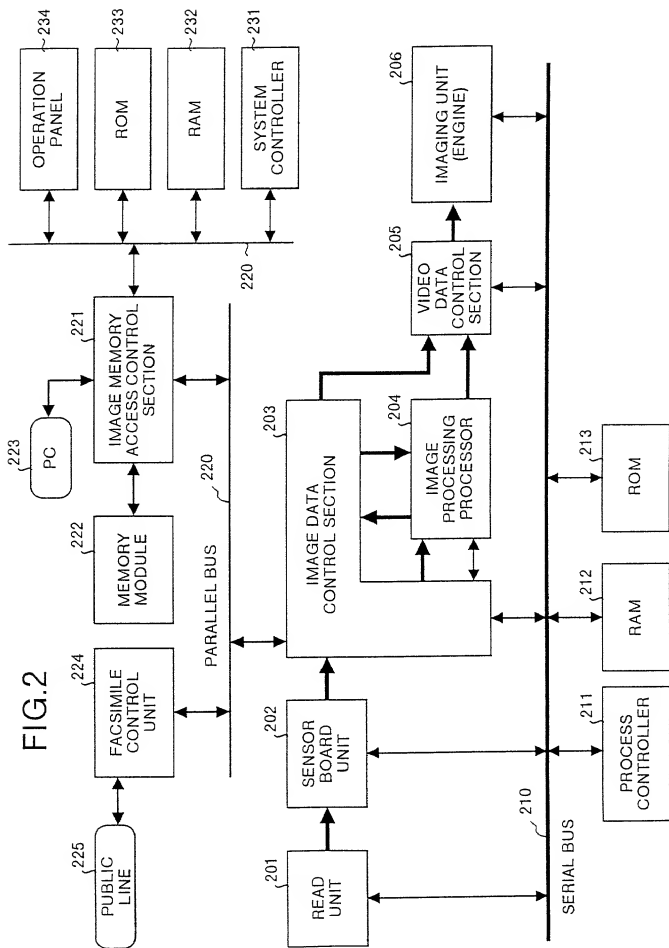 FIG.2
225
PUBLIC
LINE
224
FACSIMILE
CONTROL
UNIT
222
MEMORY
MODULE
223
PC
221
IMAGE MEMORY
ACCESS CONTROL
SECTION
234
OPERATION
PANEL
233
ROM
232
RAM
231
SYSTEM
CONTROLLER
220
PARALLEL BUS
220
201
READ
UNIT
202
SENSOR
BOARD
UNIT
203
IMAGE DATA
CONTROL SECTION
204
IMAGE
PROCESSING
PROCESSOR
205
VIDEO
DATA
CONTROL
SECTION
206
IMAGING UNIT
(ENGINE)
SERIAL BUS
210
211
PROCESS
CONTROLLER
212
RAM
213
ROM